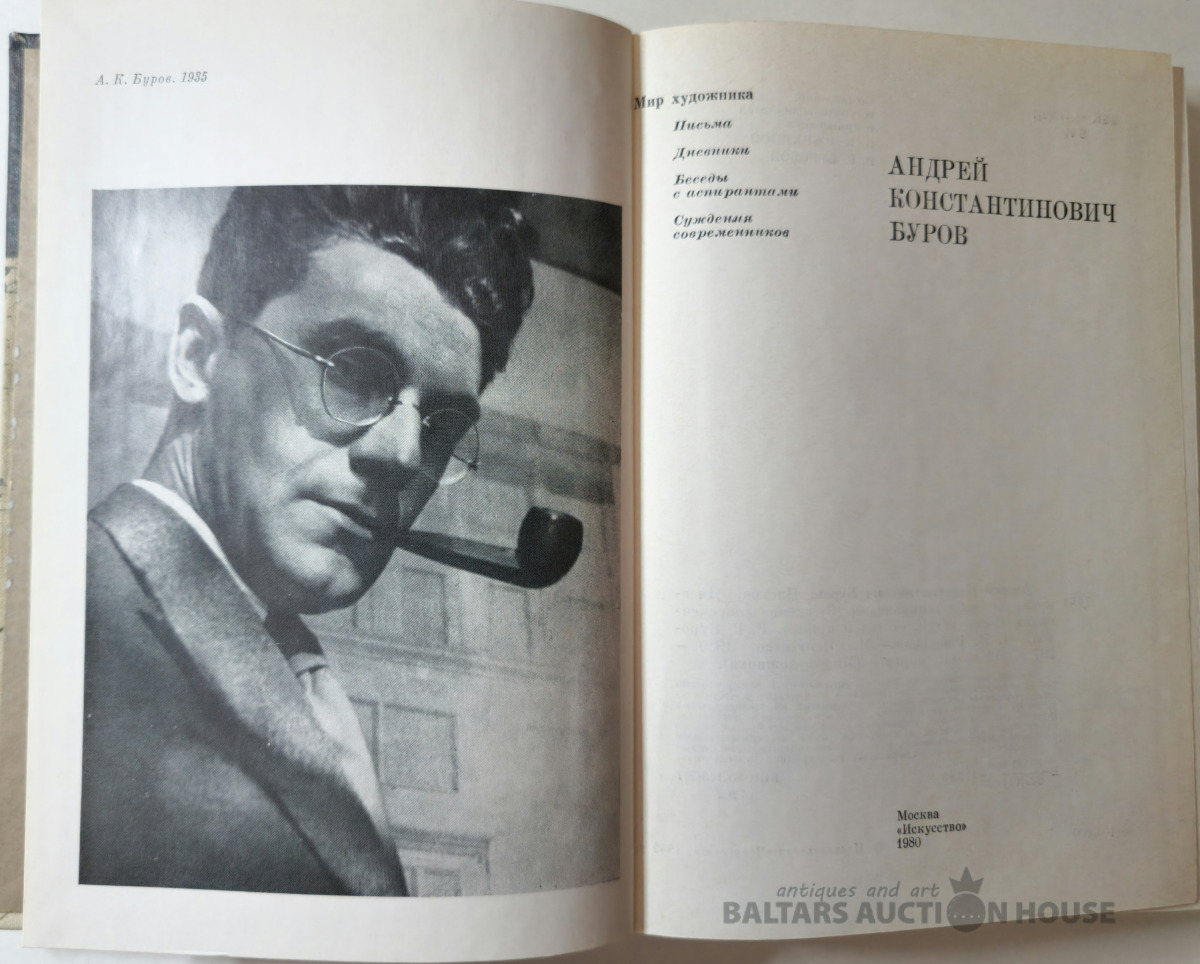 А. К. Буров. 1935
Мир художника
Письма
Дневники
Беседы
с аспирантами
Суждения
современников
АНДРЕЙ
КОНСТАНТИНОВИЧ
БУРОВ
Москва
«Искусство»
1980
antiques and art
BALTARS AUCTION HOUSE